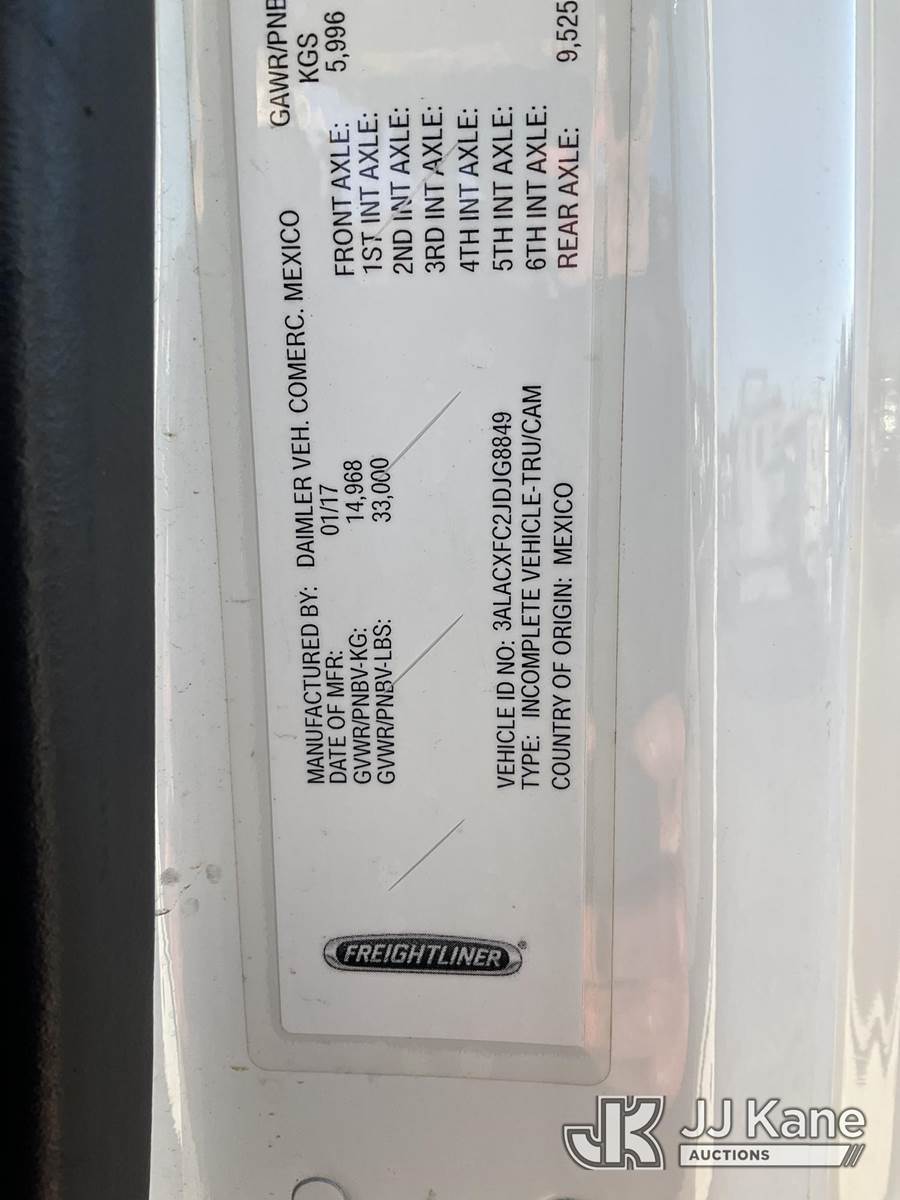 FREIGHTLINER®
MANUFACTURED BY: DAIMLER VEH. COMERC. MEXICO
DATE OF MFR: 01/17
GVWR/PNBV-KG: 14,968
GVWR/PNBV-LBS: 33,000
VEHICLE ID NO: 3ALACXFC2JDJG8849
TYPE: INCOMPLETE VEHICLE-TRU/CAM
COUNTRY OF ORIGIN: MEXICO
GAWR/PNB
KGS
FRONT AXLE: 5,996
1ST INT AXLE:
2ND INT AXLE:
3RD INT AXLE:
4TH INT AXLE:
5TH INT AXLE:
6TH INT AXLE:
REAR AXLE: 9,525
JK JJ Kane
AUCTIONS